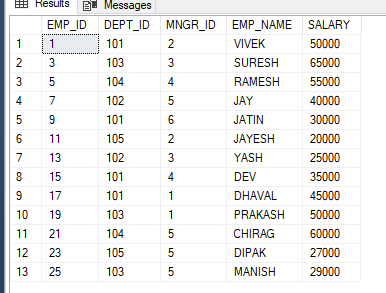 Results Messages
EMP_ID DEPT_ID MNGR_ID EMP_NAME SALARY
1 1 101 2 VIVEK 50000
2 3 103 3 SURESH 65000
3 5 104 4 RAMESH 55000
4 7 102 5 JAY 40000
5 9 101 6 JATIN 30000
6 11 105 2 JAYESH 20000
7 13 102 3 YASH 25000
8 15 101 4 DEV 35000
9 17 101 1 DHAVAL 45000
10 19 103 1 PRAKASH 50000
11 21 104 5 CHIRAG 60000
12 23 105 5 DIPAK 27000
13 25 103 5 MANISH 29000